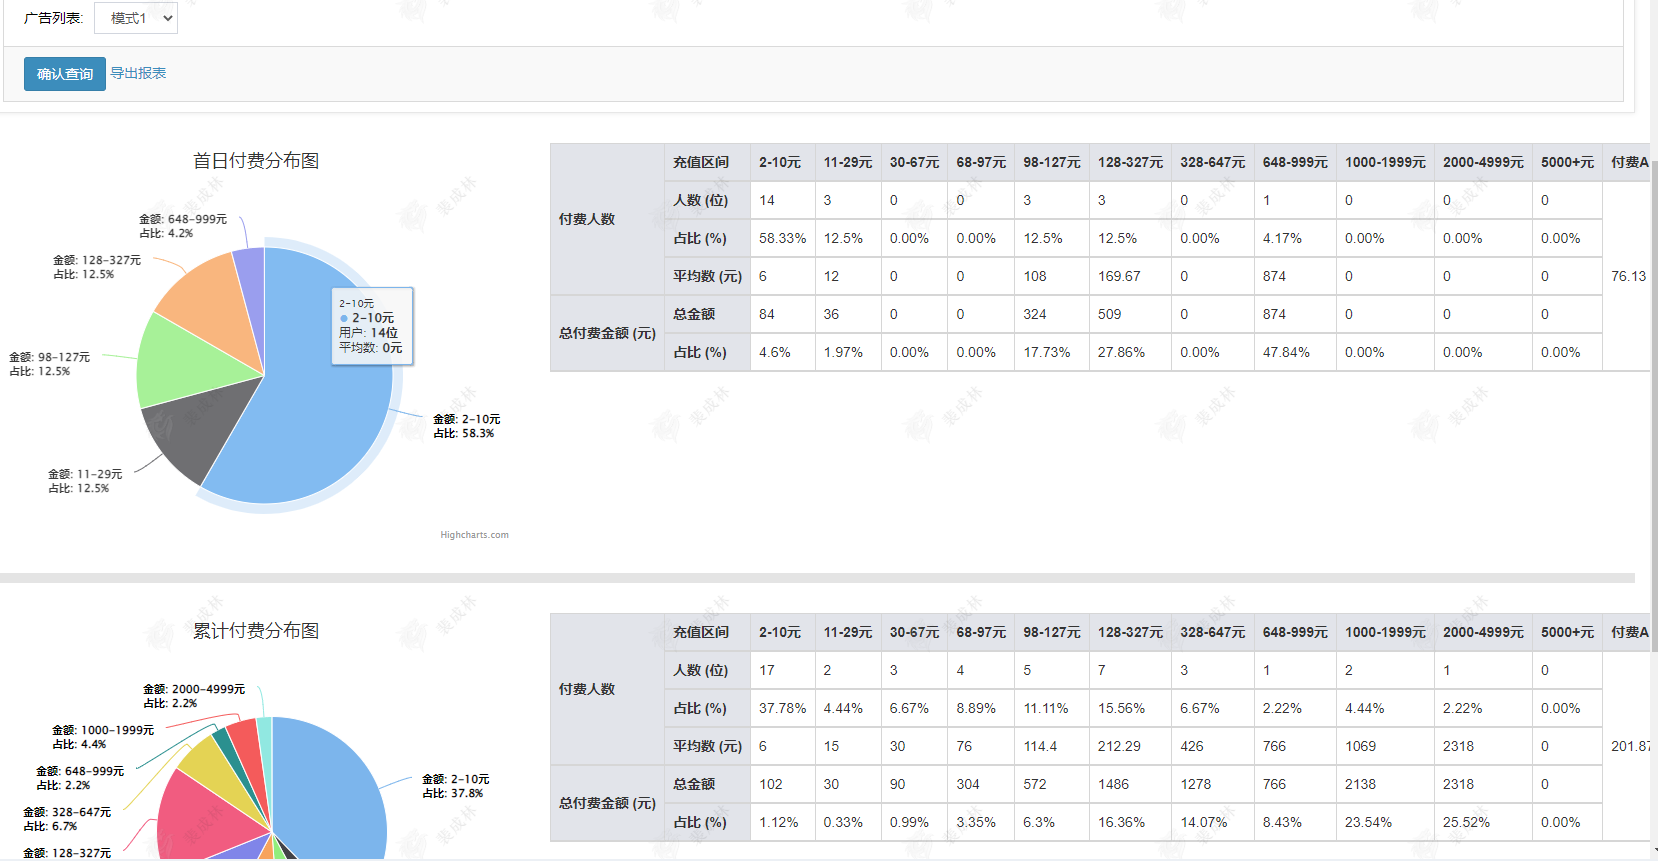 广告列表: 模式1
确认查询 导出报表
首日付费分布图
金额: 648-999元
占比: 4.2%
金额: 128-327元
占比: 12.5%
2-10元
2-10元
用户: 14位
平均数: 0元
金额: 98-127元
占比: 12.5%
金额: 2-10元
占比: 58.3%
金额: 11-29元
占比: 12.5%
Highcharts.com
充值区间 2-10元 11-29元 30-67元 68-97元 98-127元 128-327元 328-647元 648-999元 1000-1999元 2000-4999元 5000+元 付费A
付费人数
人数 (位) 14 3 0 0 3 3 0 1 0 0 0
占比 (%) 58.33% 12.5% 0.00% 0.00% 12.5% 12.5% 0.00% 4.17% 0.00% 0.00% 0.00%
平均数 (元) 6 12 0 0 108 169.67 0 874 0 0 0 76.13
总付费金额 (元)
总金额 84 36 0 0 324 509 0 874 0 0 0
占比 (%) 4.6% 1.97% 0.00% 0.00% 17.73% 27.86% 0.00% 47.84% 0.00% 0.00% 0.00%
累计付费分布图
金额: 2000-4999元
占比: 2.2%
金额: 1000-1999元
占比: 4.4%
金额: 648-999元
占比: 2.2%
金额: 2-10元
占比: 37.8%
金额: 328-647元
占比: 6.7%
金额: 128-327元
充值区间 2-10元 11-29元 30-67元 68-97元 98-127元 128-327元 328-647元 648-999元 1000-1999元 2000-4999元 5000+元 付费A
付费人数
人数 (位) 17 2 3 4 5 7 3 1 2 1 0
占比 (%) 37.78% 4.44% 6.67% 8.89% 11.11% 15.56% 6.67% 2.22% 4.44% 2.22% 0.00%
平均数 (元) 6 15 30 76 114.4 212.29 426 766 1069 2318 0 201.87
总付费金额 (元)
总金额 102 30 90 304 572 1486 1278 766 2138 2318 0
占比 (%) 1.12% 0.33% 0.99% 3.35% 6.3% 16.36% 14.07% 8.43% 23.54% 25.52% 0.00%
裴成林